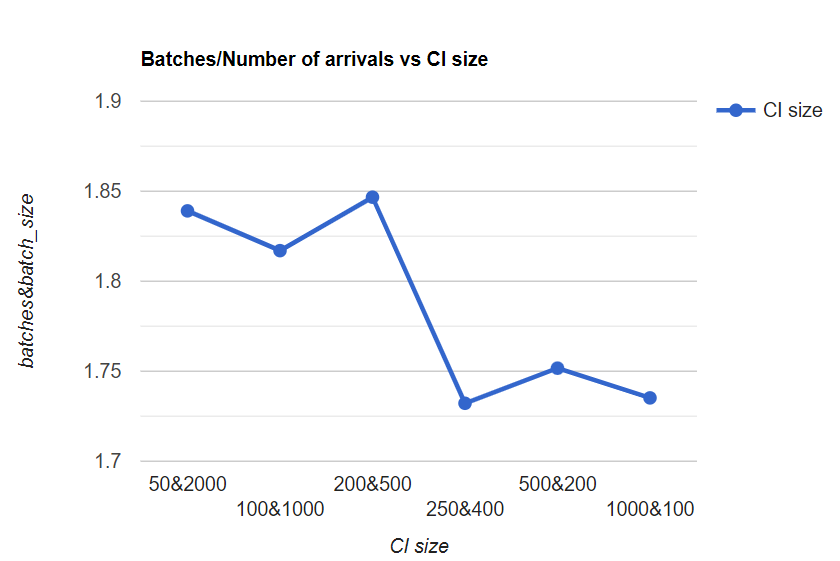 Batches/Number of arrivals vs CI size
CI size
1.9
1.85
1.8
1.75
1.7
batches&batch_size
50&2000
100&1000
200&500
250&400
500&200
1000&100
CI size